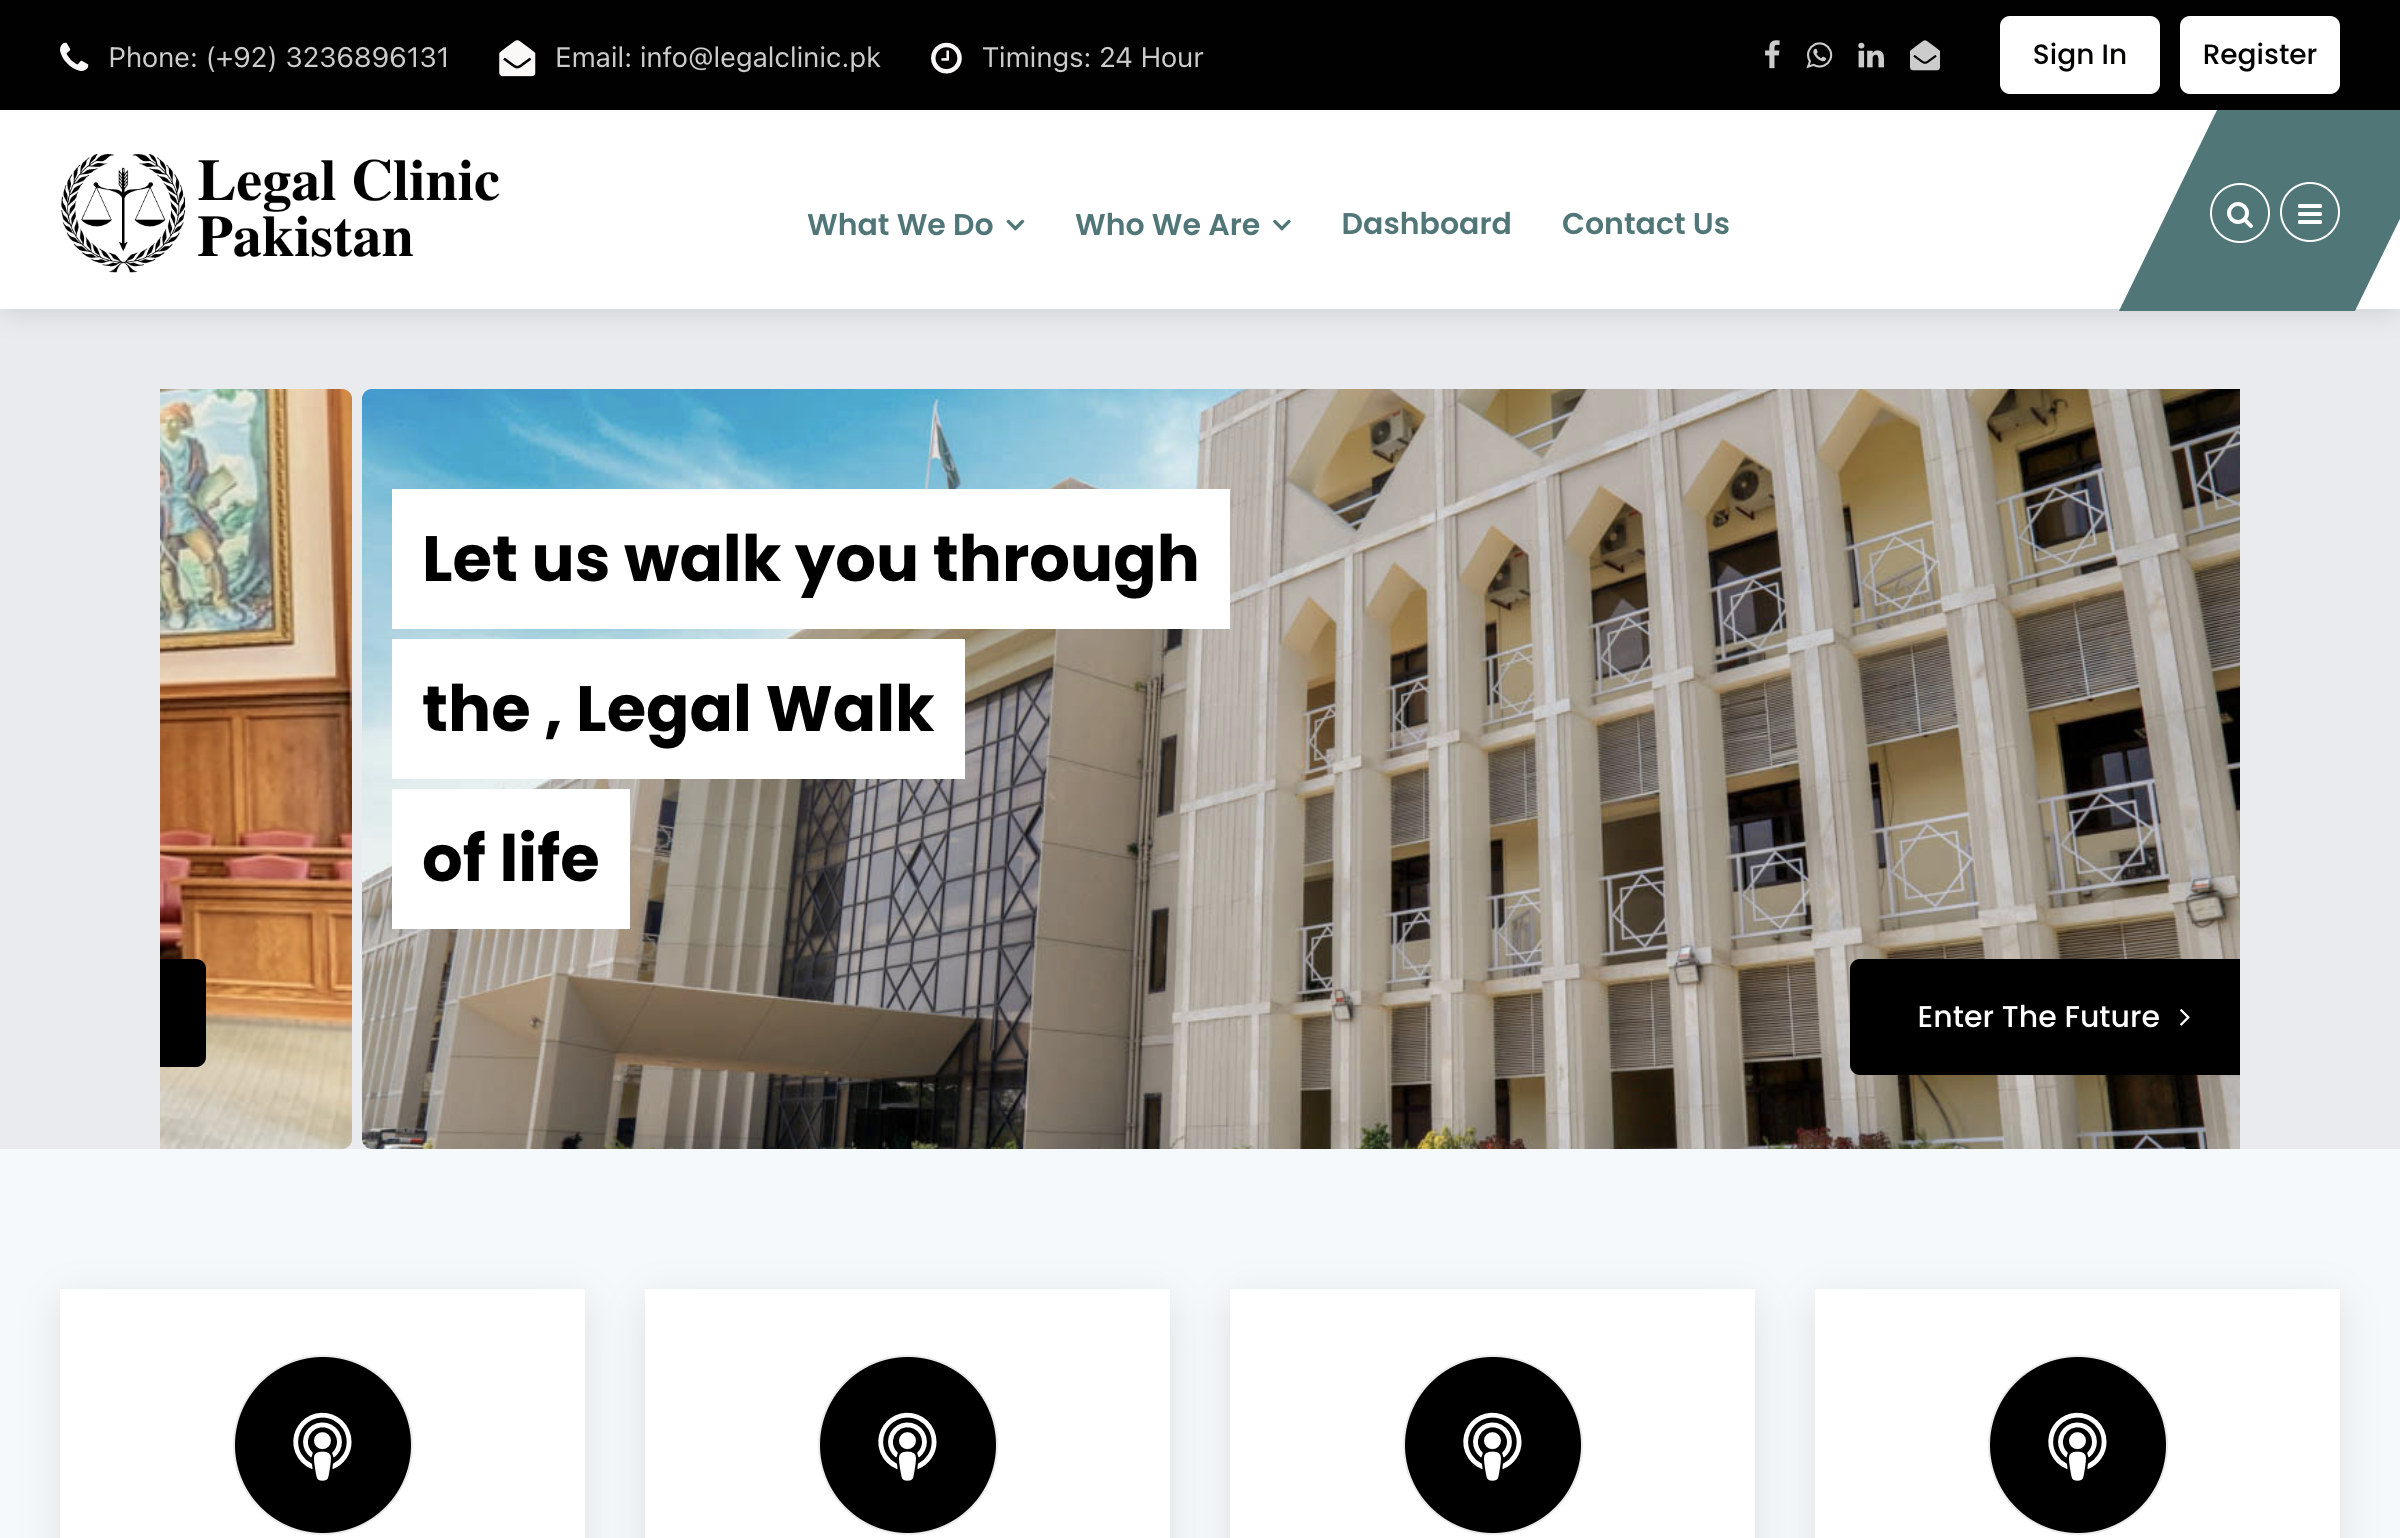 Phone: (+92) 3236896131
Email: info@legalclinic.pk
Timings: 24 Hour
Sign In
Register
Legal Clinic
Pakistan
What We Do
Who We Are
Dashboard
Contact Us
Let us walk you through
the , Legal Walk
of life
Enter The Future